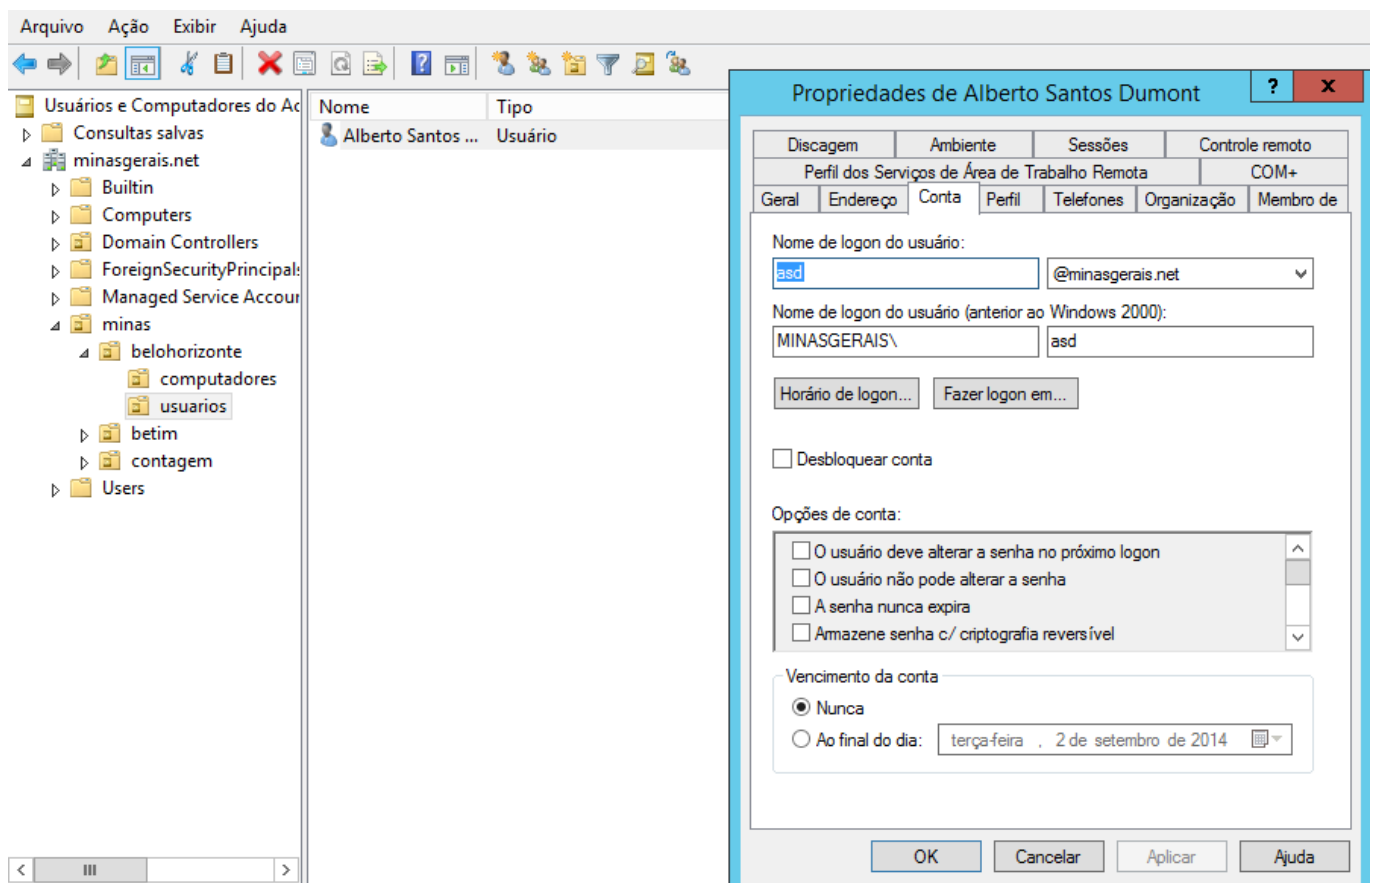 Arquivo Ação Exibir Ajuda
Usuários e Computadores do Ac
Consultas salvas
minasgerais.net
Builtin
Computers
Domain Controllers
ForeignSecurityPrincipals
Managed Service Accour
minas
belohorizonte
computadores
usuarios
betim
contagem
Users
Nome Tipo
Alberto Santos ... Usuário
Propriedades de Alberto Santos Dumont ? x
Discagem Ambiente Sessões Controle remoto
Perfil dos Serviços de Área de Trabalho Remota COM+
Geral Endereço Conta Perfil Telefones Organização Membro de
Nome de logon do usuário:
asd @minasgerais.net
Nome de logon do usuário (anterior ao Windows 2000):
MINASGERAIS\ asd
Horário de logon... Fazer logon em...
Desbloquear conta
Opções de conta:
O usuário deve alterar a senha no próximo logon
O usuário não pode alterar a senha
A senha nunca expira
Armazene senha c/ criptografia reversível
Vencimento da conta
Nunca
Ao final do dia: terça-feira , 2 de setembro de 2014
OK Cancelar Aplicar Ajuda